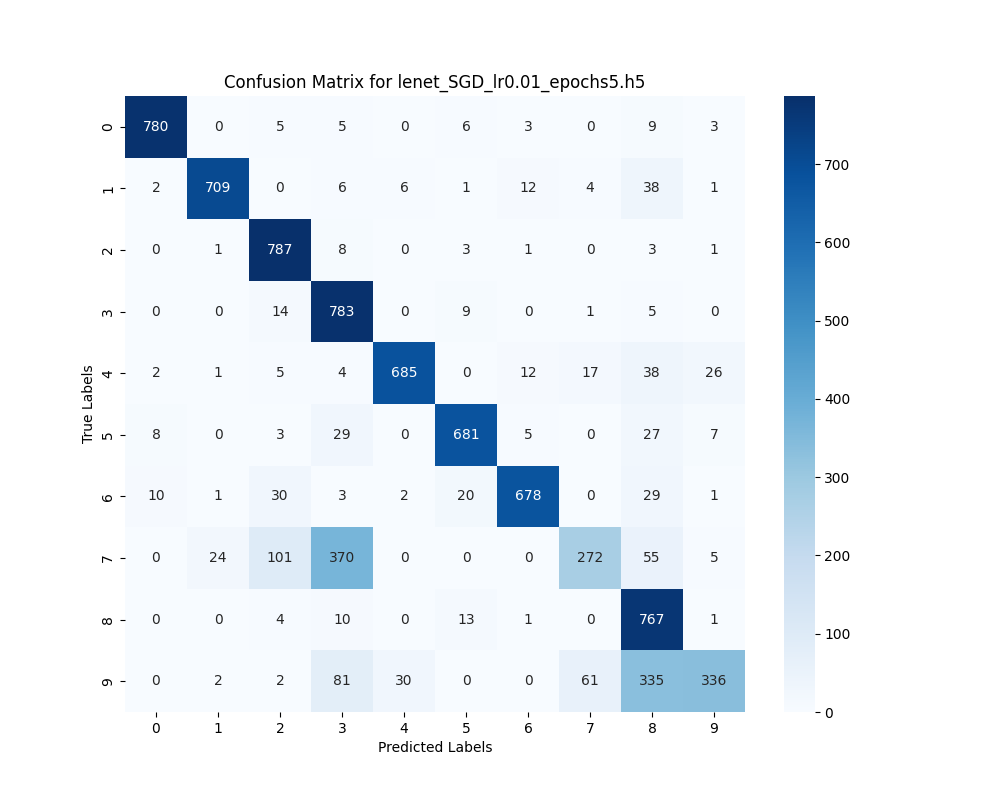 Confusion Matrix for lenet_SGD_lr0.01_epochs5.h5
0 780 0 5 5 0 6 3 0 9 3
1 2 709 0 6 6 1 12 4 38 1
2 0 1 787 8 0 3 1 0 3 1
3 0 0 14 783 0 9 0 1 5 0
4 2 1 5 4 685 0 12 17 38 26
5 8 0 3 29 0 681 5 0 27 7
6 10 1 30 3 2 20 678 0 29 1
7 0 24 101 370 0 0 0 272 55 5
8 0 0 4 10 0 13 1 0 767 1
9 0 2 2 81 30 0 0 61 335 336
0 1 2 3 4 5 6 7 8 9
Predicted Labels
True Labels
700
600
500
400
300
200
100
0